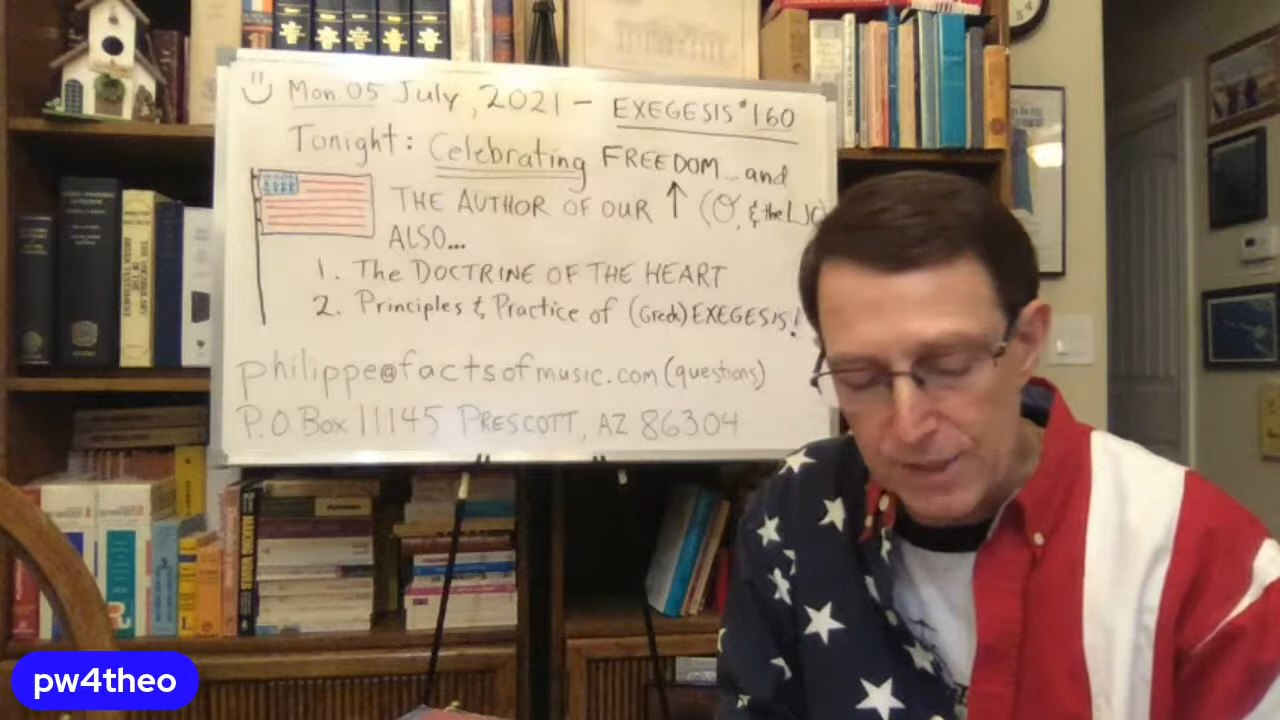 Mon 05 July, 2021 - EXEGESIS #160
Tonight: Celebrating FREEDOM... and
THE AUTHOR OF OUR ↑
ALSO...
1. The DOCTRINE OF THE HEART
2. Principles & Practice of (Greek) EXEGESIS!
philippe@factsofmusic.com (questions)
P.O Box 11145 PRESCOTT, AZ 86304
pw4theo